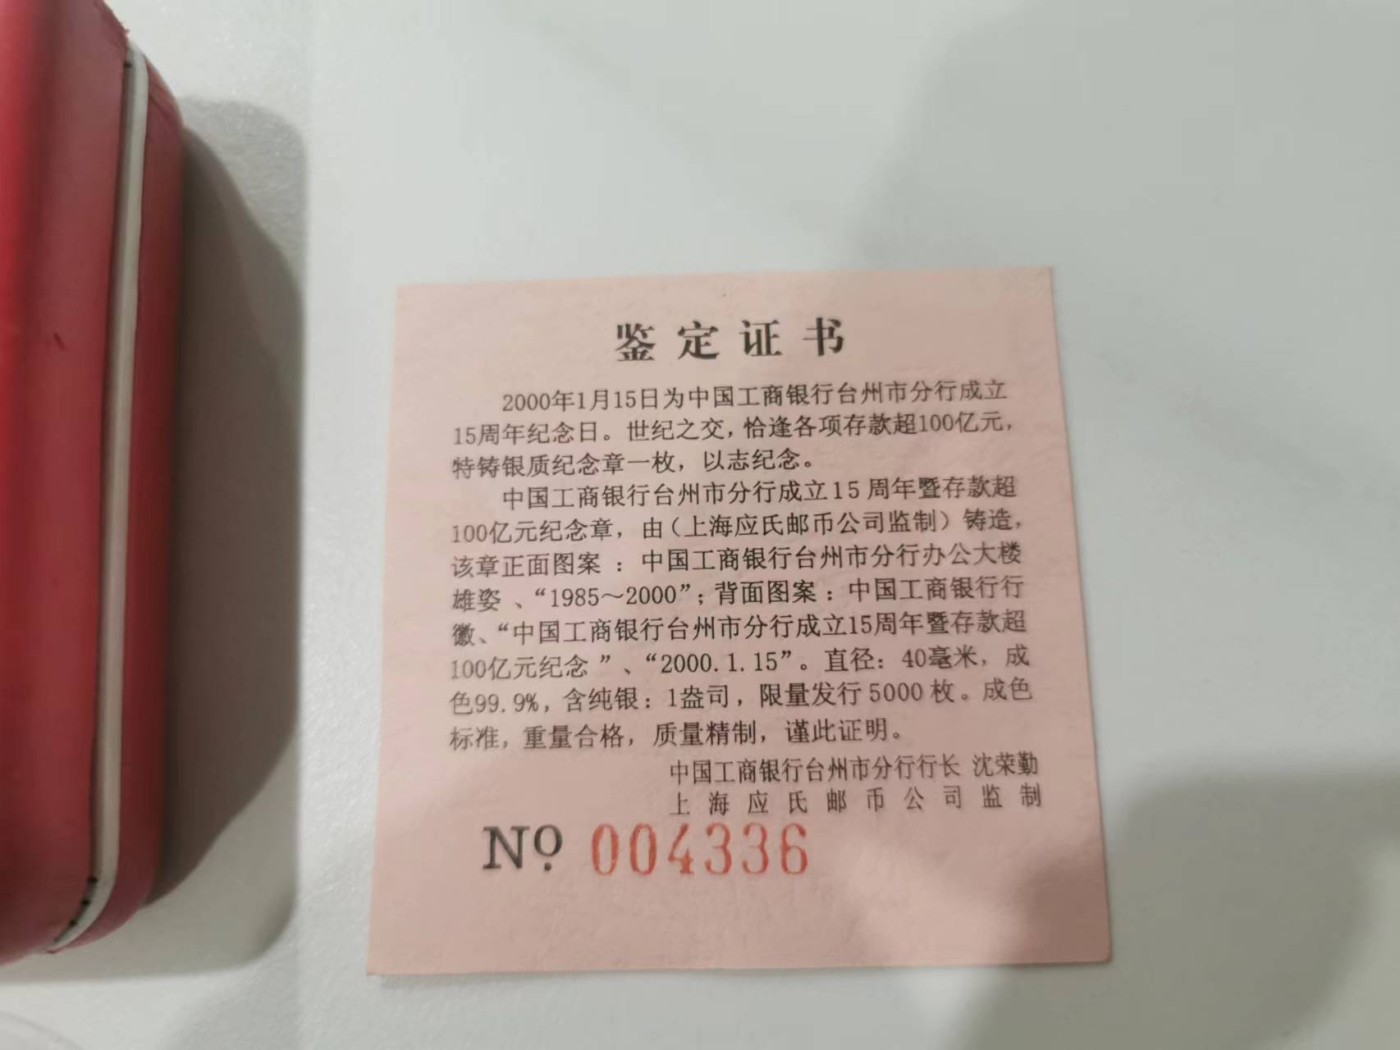 鉴定证书
2000年1月15日为中国工商银行台州市分行成立
15周年纪念日。世纪之交，恰逢各项存款超100亿元，
特铸银质纪念章一枚，以志纪念。
中国工商银行台州市分行成立15周年暨存款超
100亿元纪念章，由（上海应氏邮币公司监制）铸造，
该章正面图案：中国工商银行台州市分行办公大楼
雄姿、“1985～2000”；背面图案：中国工商银行行
徽、“中国工商银行台州市分行成立15周年暨存款超
100亿元纪念”、“2000.1.15”。直径：40毫米，成
色99.9%，含纯银：1盎司，限量发行5000枚。成色
标准，重量合格，质量精制，谨此证明。
中国工商银行台州市分行行长 沈荣勤
上海应氏邮币公司监制
Nº 004336